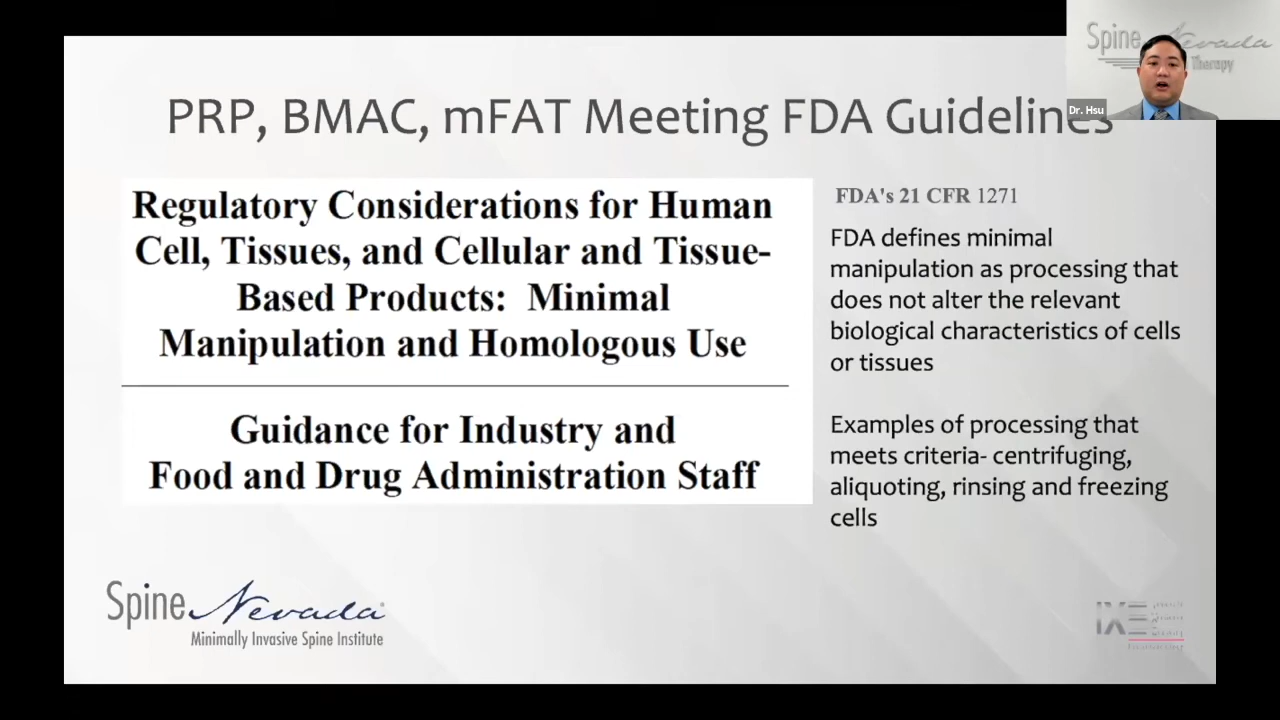 Spine Nevada
Therapy
Dr. Hsu
PRP, BMAC, mFAT Meeting FDA Guidelines
Regulatory Considerations for Human
Cell, Tissues, and Cellular and Tissue-
Based Products: Minimal
Manipulation and Homologous Use
Guidance for Industry and
Food and Drug Administration Staff
FDA's 21 CFR 1271
FDA defines minimal
manipulation as processing that
does not alter the relevant
biological characteristics of cells
or tissues
Examples of processing that
meets criteria- centrifuging,
aliquoting, rinsing and freezing
cells
Spine Nevada
Minimally Invasive Spine Institute